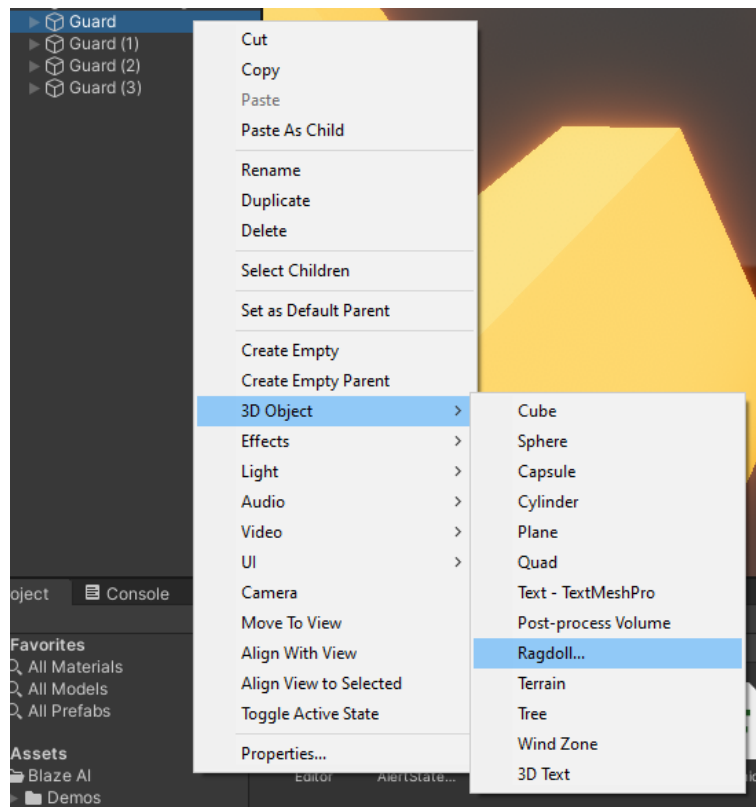 Guard
Guard (1)
Guard (2)
Guard (3)
Cut
Copy
Paste
Paste As Child
Rename
Duplicate
Delete
Select Children
Set as Default Parent
Create Empty
Create Empty Parent
3D Object
Effects
Light
Audio
Video
UI
Camera
Move To View
Align With View
Align View to Selected
Toggle Active State
Properties...
Cube
Sphere
Capsule
Cylinder
Plane
Quad
Text - TextMeshPro
Post-process Volume
Ragdoll...
Terrain
Tree
Wind Zone
3D Text
oject
Console
Favorites
All Materials
All Models
All Prefabs
Assets
Blaze AI
Demos
Editor
AlertState...